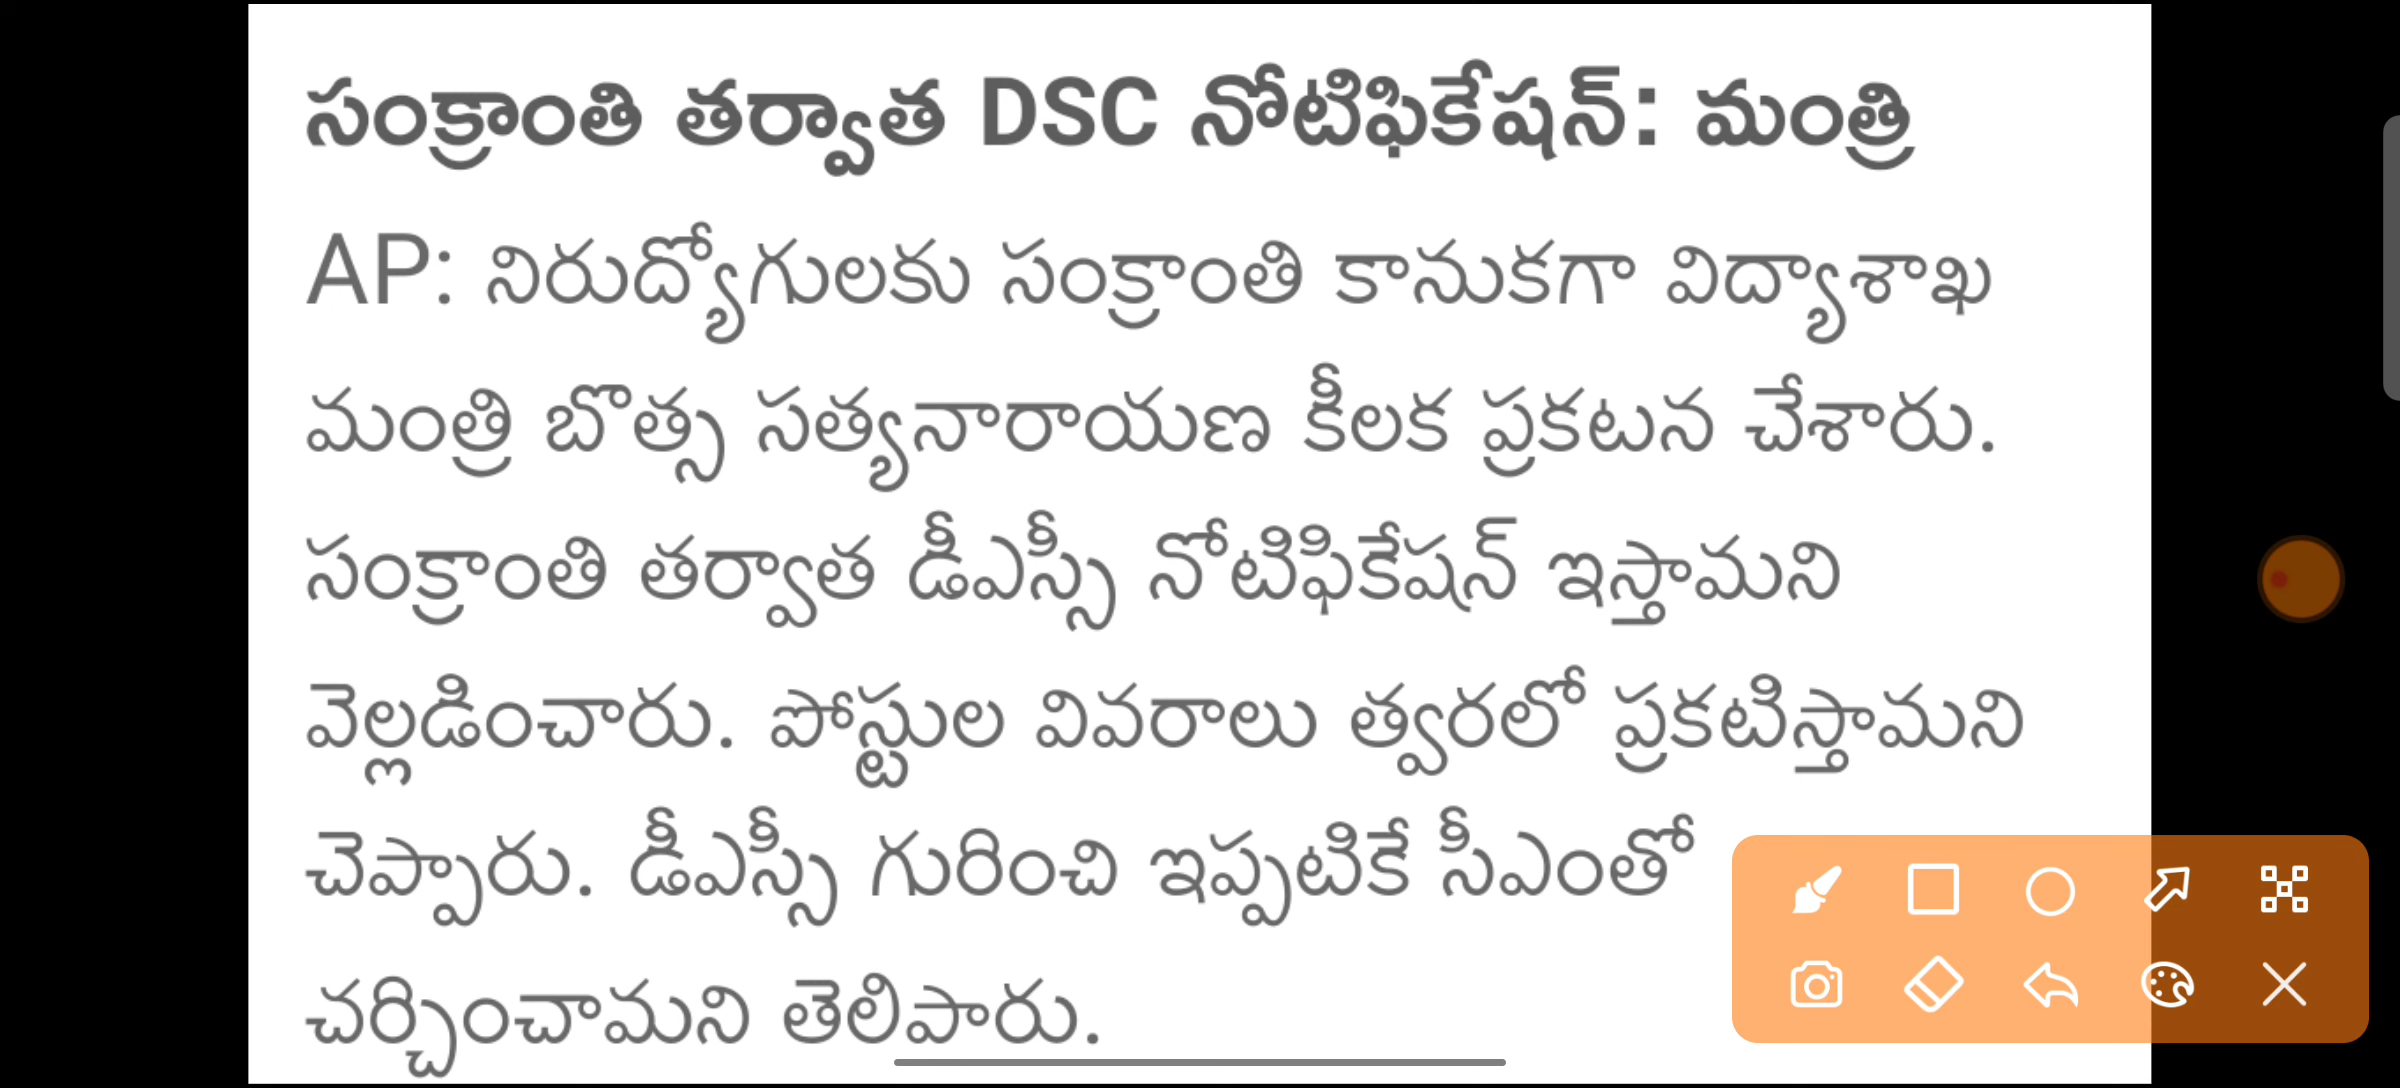 సంక్రాంతి తర్వాత DSC నోటిఫికేషన్: మంత్రి
AP: నిరుద్యోగులకు సంక్రాంతి కానుకగా విద్యాశాఖ
మంత్రి బొత్స సత్యనారాయణ కీలక ప్రకటన చేశారు.
సంక్రాంతి తర్వాత డీఎస్సీ నోటిఫికేషన్ ఇస్తామని
వెల్లడించారు. పోస్టుల వివరాలు త్వరలో ప్రకటిస్తామని
చెప్పారు. డీఎస్సీ గురించి ఇప్పటికే సీఎంతో
చర్చించామని తెలిపారు.